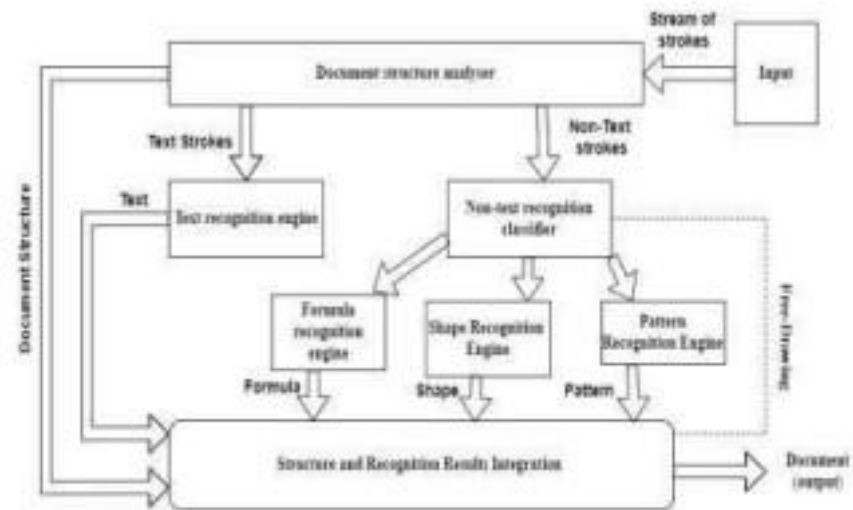 Stream of
strokes
Document structure analyser
Input
Text Strokes
Non-Text
strokes
Text
Text recognition engine
Non-text recognition
classifier
Document Structure
Formula
recognition
engine
Shape Recognition
Engine
Pattern
Recognition Engine
Free-Drawing
Formula
Shape
Pattern
Structure and Recognition Results Integration
Document
(output)